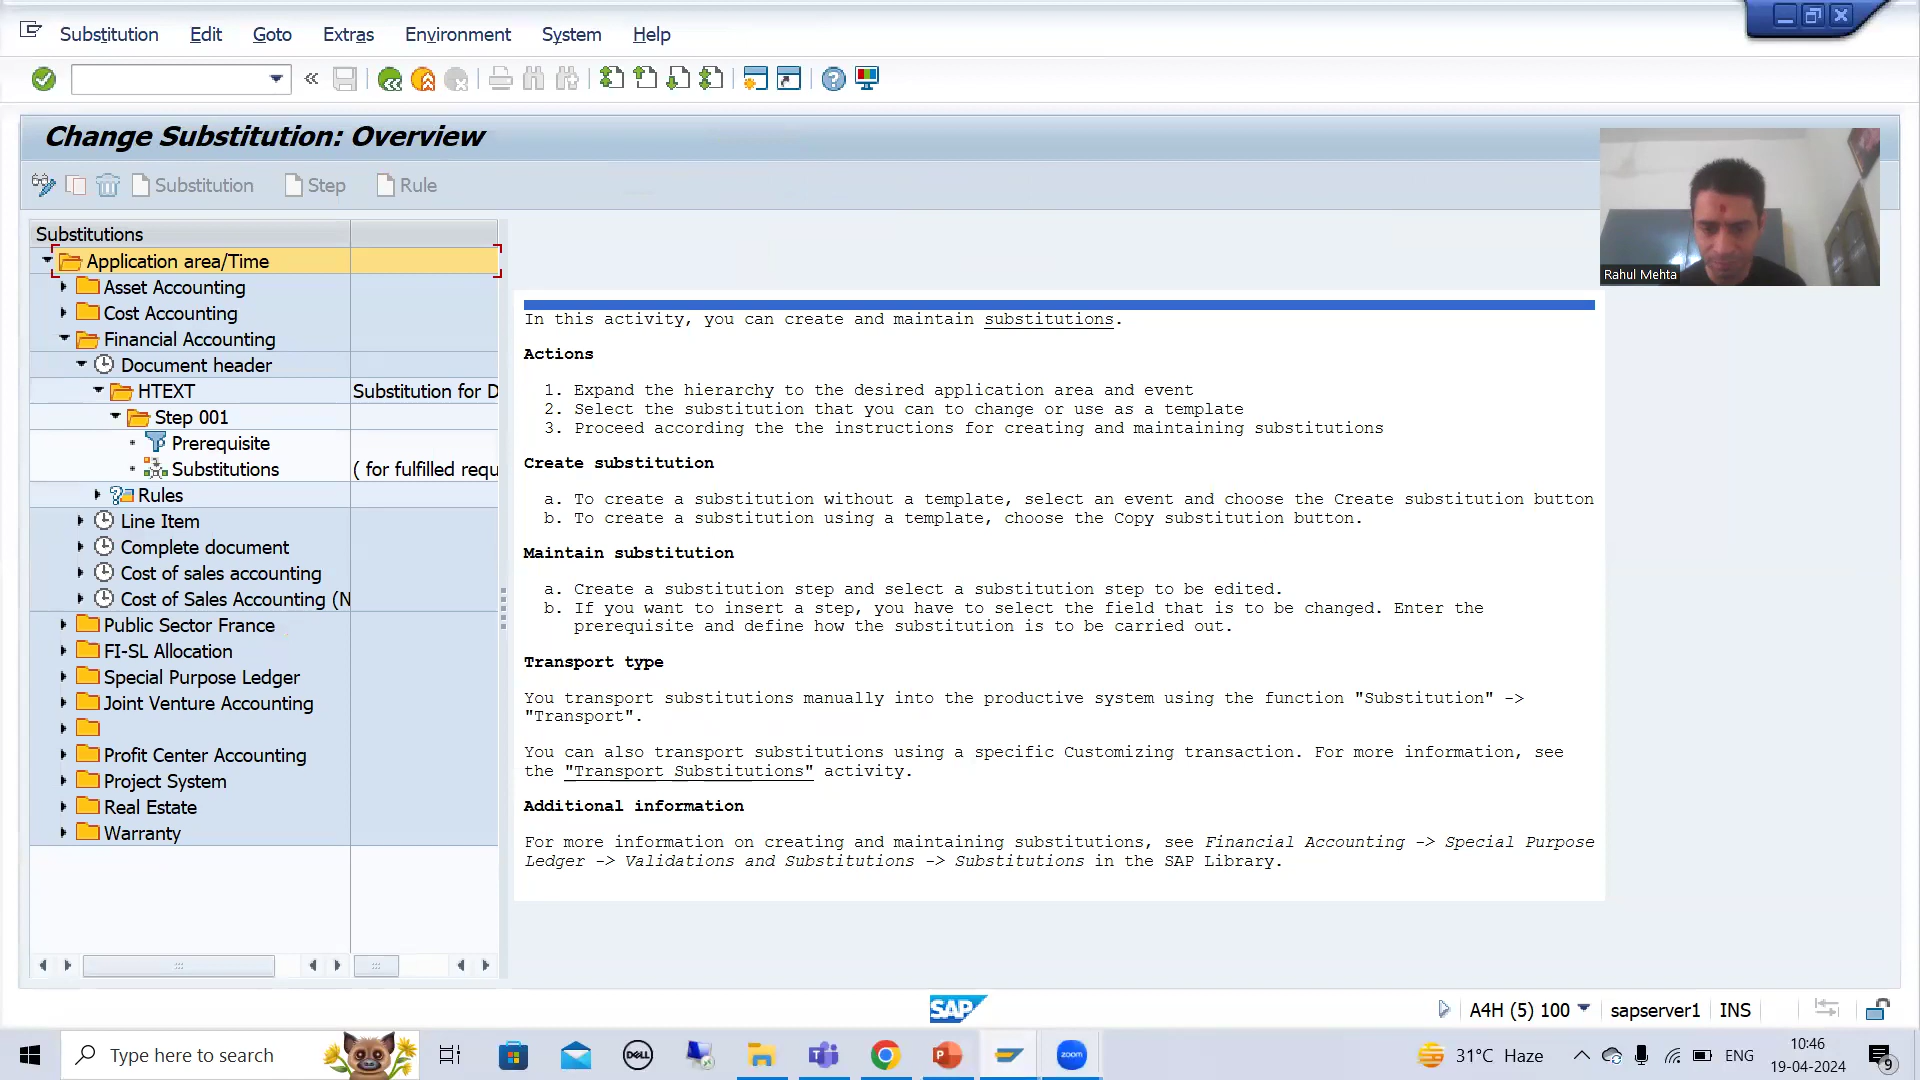 Substitution Edit Goto Extras Environment System Help
Change Substitution: Overview
Substitution Step Rule
Rahul Mehta
Substitutions
Application area/Time
Asset Accounting
Cost Accounting
Financial Accounting
Document header
HTEXT Substitution for D
Step 001
Prerequisite
Substitutions ( for fulfilled requ
Rules
Line Item
Complete document
Cost of sales accounting
Cost of Sales Accounting (N
Public Sector France
FI-SL Allocation
Special Purpose Ledger
Joint Venture Accounting
Profit Center Accounting
Project System
Real Estate
Warranty
In this activity, you can create and maintain substitutions.
Actions
1. Expand the hierarchy to the desired application area and event
2. Select the substitution that you can to change or use as a template
3. Proceed according the the instructions for creating and maintaining substitutions
Create substitution
a. To create a substitution without a template, select an event and choose the Create substitution button
b. To create a substitution using a template, choose the Copy substitution button.
Maintain substitution
a. Create a substitution step and select a substitution step to be edited.
b. If you want to insert a step, you have to select the field that is to be changed. Enter the
prerequisite and define how the substitution is to be carried out.
Transport type
You transport substitutions manually into the productive system using the function "Substitution" ->
"Transport".
You can also transport substitutions using a specific Customizing transaction. For more information, see
the "Transport Substitutions" activity.
Additional information
For more information on creating and maintaining substitutions, see Financial Accounting -> Special Purpose
Ledger -> Validations and Substitutions -> Substitutions in the SAP Library.
SAP
A4H (5) 100 sapserver1 INS
Type here to search
DELL
zoom
31°C Haze
ENG
10:46
19-04-2024
9